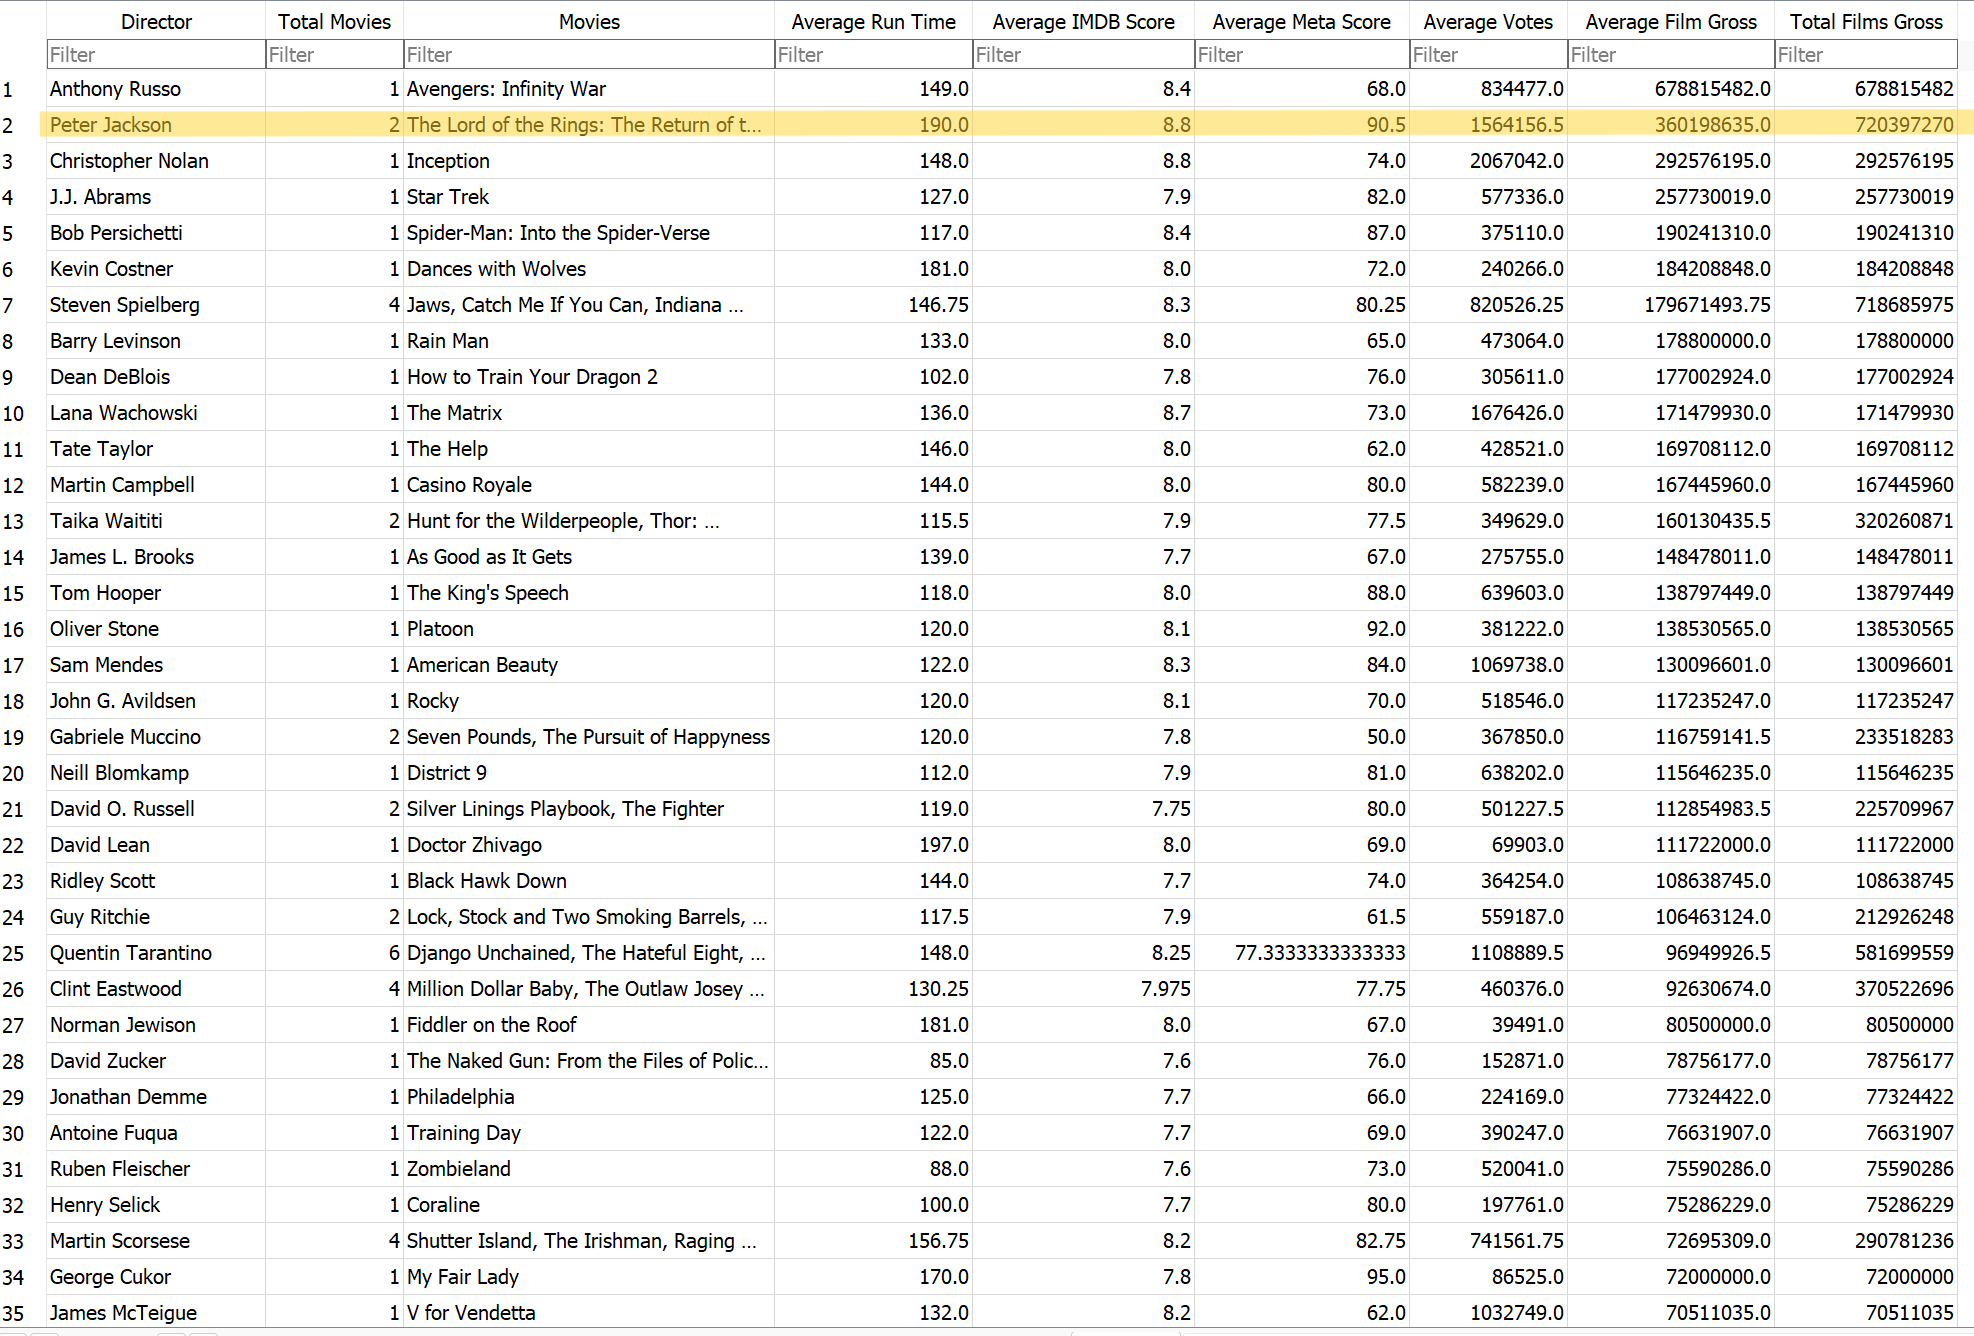 Director Total Movies Movies Average Run Time Average IMDB Score Average Meta Score Average Votes Average Film Gross Total Films Gross
Filter Filter Filter Filter Filter Filter Filter Filter Filter
1 Anthony Russo 1 Avengers: Infinity War 149.0 8.4 68.0 834477.0 678815482.0 678815482
2 Peter Jackson 2 The Lord of the Rings: The Return of t... 190.0 8.8 90.5 1564156.5 360198635.0 720397270
3 Christopher Nolan 1 Inception 148.0 8.8 74.0 2067042.0 292576195.0 292576195
4 J.J. Abrams 1 Star Trek 127.0 7.9 82.0 577336.0 257730019.0 257730019
5 Bob Persichetti 1 Spider-Man: Into the Spider-Verse 117.0 8.4 87.0 375110.0 190241310.0 190241310
6 Kevin Costner 1 Dances with Wolves 181.0 8.0 72.0 240266.0 184208848.0 184208848
7 Steven Spielberg 4 Jaws, Catch Me If You Can, Indiana ... 146.75 8.3 80.25 820526.25 179671493.75 718685975
8 Barry Levinson 1 Rain Man 133.0 8.0 65.0 473064.0 178800000.0 178800000
9 Dean DeBlois 1 How to Train Your Dragon 2 102.0 7.8 76.0 305611.0 177002924.0 177002924
10 Lana Wachowski 1 The Matrix 136.0 8.7 73.0 1676426.0 171479930.0 171479930
11 Tate Taylor 1 The Help 146.0 8.0 62.0 428521.0 169708112.0 169708112
12 Martin Campbell 1 Casino Royale 144.0 8.0 80.0 582239.0 167445960.0 167445960
13 Taika Waititi 2 Hunt for the Wilderpeople, Thor: ... 115.5 7.9 77.5 349629.0 160130435.5 320260871
14 James L. Brooks 1 As Good as It Gets 139.0 7.7 67.0 275755.0 148478011.0 148478011
15 Tom Hooper 1 The King's Speech 118.0 8.0 88.0 639603.0 138797449.0 138797449
16 Oliver Stone 1 Platoon 120.0 8.1 92.0 381222.0 138530565.0 138530565
17 Sam Mendes 1 American Beauty 122.0 8.3 84.0 1069738.0 130096601.0 130096601
18 John G. Avildsen 1 Rocky 120.0 8.1 70.0 518546.0 117235247.0 117235247
19 Gabriele Muccino 2 Seven Pounds, The Pursuit of Happyness 120.0 7.8 50.0 367850.0 116759141.5 233518283
20 Neill Blomkamp 1 District 9 112.0 7.9 81.0 638202.0 115646235.0 115646235
21 David O. Russell 2 Silver Linings Playbook, The Fighter 119.0 7.75 80.0 501227.5 112854983.5 225709967
22 David Lean 1 Doctor Zhivago 197.0 8.0 69.0 69903.0 111722000.0 111722000
23 Ridley Scott 1 Black Hawk Down 144.0 7.7 74.0 364254.0 108638745.0 108638745
24 Guy Ritchie 2 Lock, Stock and Two Smoking Barrels, ... 117.5 7.9 61.5 559187.0 106463124.0 212926248
25 Quentin Tarantino 6 Django Unchained, The Hateful Eight, ... 148.0 8.25 77.3333333333333 1108889.5 96949926.5 581699559
26 Clint Eastwood 4 Million Dollar Baby, The Outlaw Josey ... 130.25 7.975 77.75 460376.0 92630674.0 370522696
27 Norman Jewison 1 Fiddler on the Roof 181.0 8.0 67.0 39491.0 80500000.0 80500000
28 David Zucker 1 The Naked Gun: From the Files of Polic... 85.0 7.6 76.0 152871.0 78756177.0 78756177
29 Jonathan Demme 1 Philadelphia 125.0 7.7 66.0 224169.0 77324422.0 77324422
30 Antoine Fuqua 1 Training Day 122.0 7.7 69.0 390247.0 76631907.0 76631907
31 Ruben Fleischer 1 Zombieland 88.0 7.6 73.0 520041.0 75590286.0 75590286
32 Henry Selick 1 Coraline 100.0 7.7 80.0 197761.0 75286229.0 75286229
33 Martin Scorsese 4 Shutter Island, The Irishman, Raging ... 156.75 8.2 82.75 741561.75 72695309.0 290781236
34 George Cukor 1 My Fair Lady 170.0 7.8 95.0 86525.0 72000000.0 72000000
35 James McTeigue 1 V for Vendetta 132.0 8.2 62.0 1032749.0 70511035.0 70511035